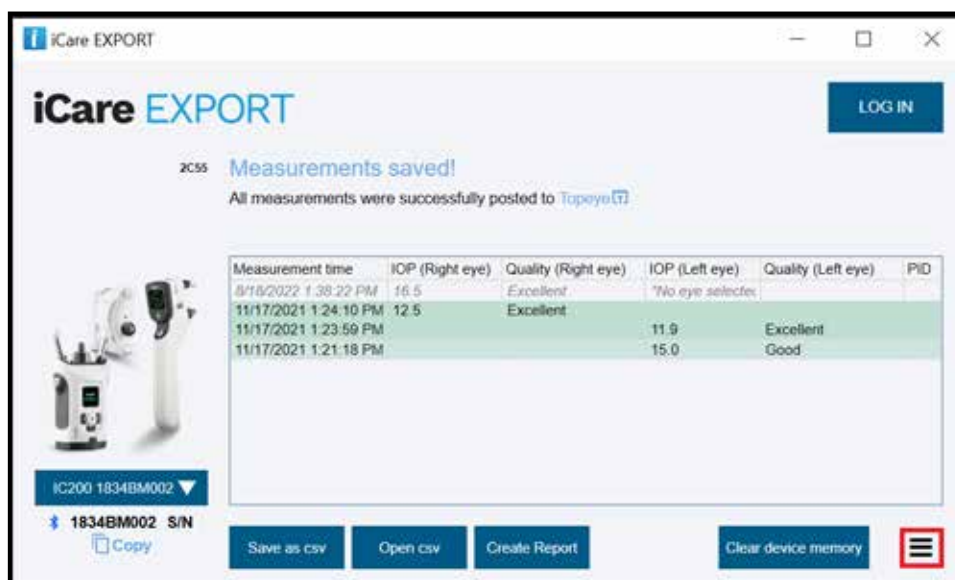 iCare EXPORT
iCare EXPORT
LOG IN
2C55
Measurements saved!
All measurements were successfully posted to Topeye
Measurement time IOP (Right eye) Quality (Right eye) IOP (Left eye) Quality (Left eye) PID
8/18/2022 1:38:22 PM 16.5 Excellent *No eye selected
11/17/2021 1:24:10 PM 12.5 Excellent
11/17/2021 1:23:59 PM 11.9 Excellent
11/17/2021 1:21:18 PM 15.0 Good
IC200 1834BM002
1834BM002 S/N
Copy
Save as csv Open csv Create Report Clear device memory